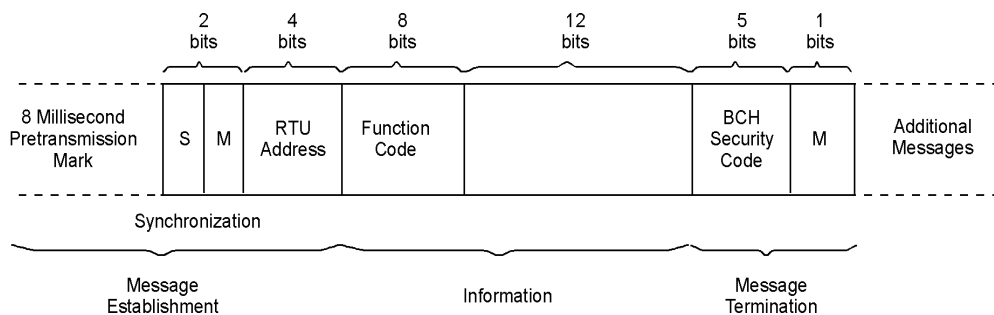 2
bits
4
bits
8
bits
12
bits
5
bits
1
bits
8 Millisecond
Pretransmission
Mark
S
M
RTU
Address
Function
Code
BCH
Security
Code
M
Additional
Messages
Synchronization
Message
Establishment
Information
Message
Termination